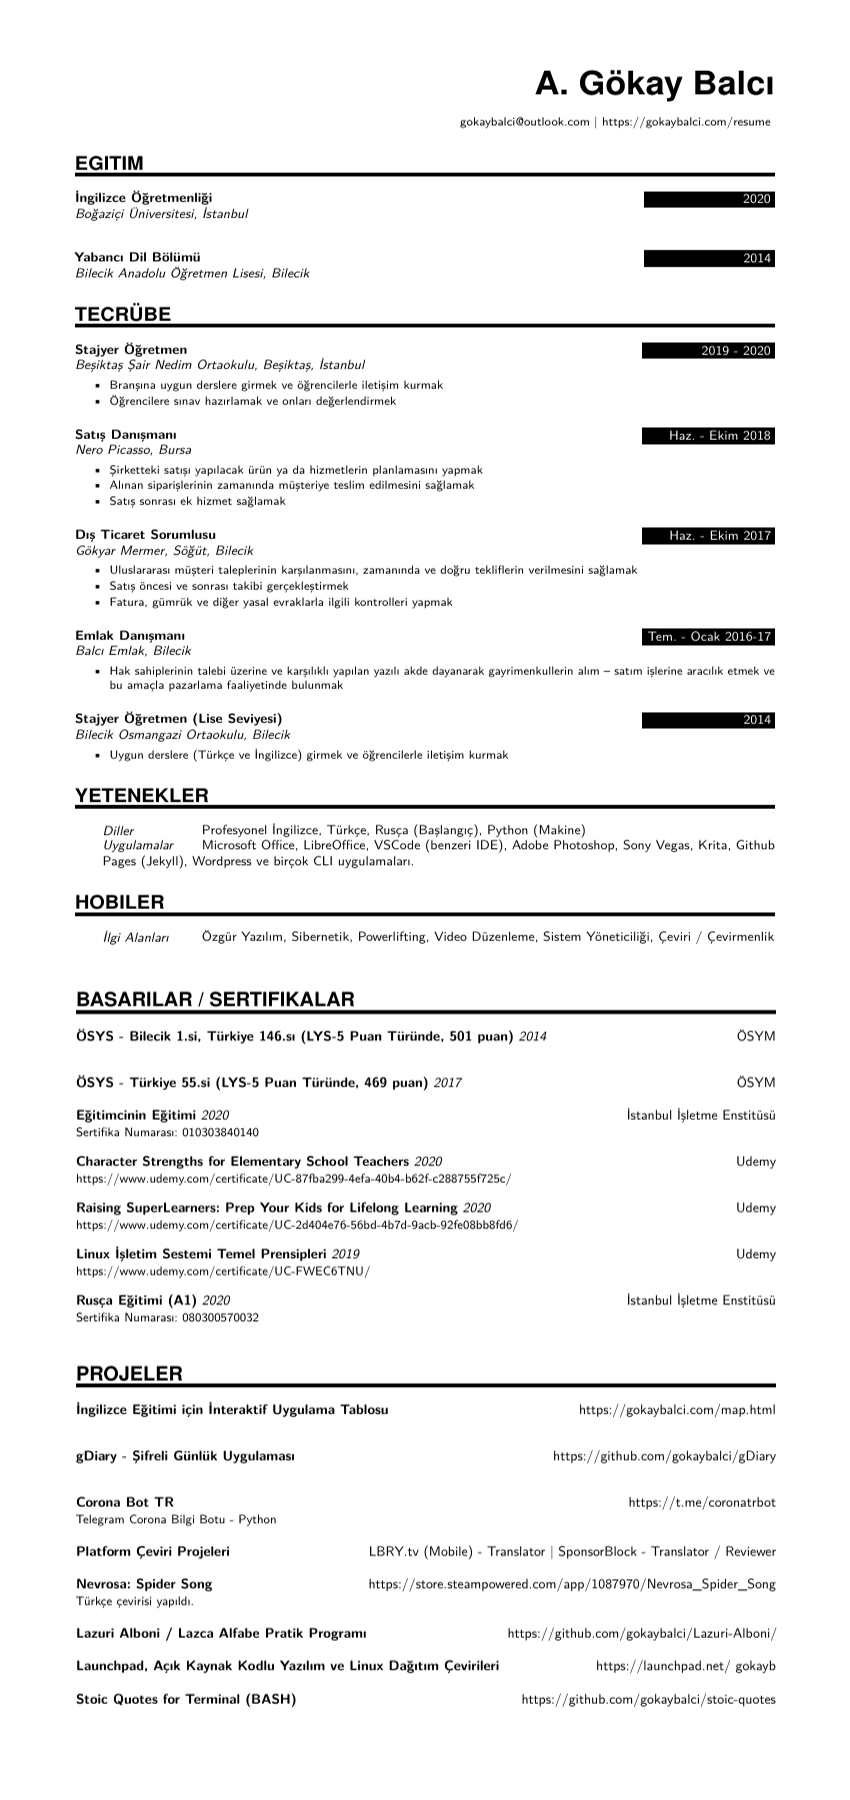 A. Gökay Balcı
gokaybalci@outlook.com | https://gokaybalci.com/resume
EGITIM
İngilizce Öğretmenliği 2020
Boğaziçi Üniversitesi, İstanbul
Yabancı Dil Bölümü 2014
Bilecik Anadolu Öğretmen Lisesi, Bilecik
TECRÜBE
Stajyer Öğretmen 2019 - 2020
Beşiktaş Şair Nedim Ortaokulu, Beşiktaş, İstanbul
▪ Branşına uygun derslere girmek ve öğrencilerle iletişim kurmak
▪ Öğrencilere sınav hazırlamak ve onları değerlendirmek
Satış Danışmanı Haz. - Ekim 2018
Nero Picasso, Bursa
▪ Şirketteki satışı yapılacak ürün ya da hizmetlerin planlamasını yapmak
▪ Alınan siparişlerinin zamanında müşteriye teslim edilmesini sağlamak
▪ Satış sonrası ek hizmet sağlamak
Dış Ticaret Sorumlusu Haz. - Ekim 2017
Gökyar Mermer, Söğüt, Bilecik
▪ Uluslararası müşteri taleplerinin karşılanmasını, zamanında ve doğru tekliflerin verilmesini sağlamak
▪ Satış öncesi ve sonrası takibi gerçekleştirmek
▪ Fatura, gümrük ve diğer yasal evraklarla ilgili kontrolleri yapmak
Emlak Danışmanı Tem. - Ocak 2016-17
Balcı Emlak, Bilecik
▪ Hak sahiplerinin talebi üzerine ve karşılıklı yapılan yazılı akde dayanarak gayrimenkullerin alım – satım işlerine aracılık etmek ve
bu amaçla pazarlama faaliyetinde bulunmak
Stajyer Öğretmen (Lise Seviyesi) 2014
Bilecik Osmangazi Ortaokulu, Bilecik
▪ Uygun derslere (Türkçe ve İngilizce) girmek ve öğrencilerle iletişim kurmak
YETENEKLER
Diller Profesyonel İngilizce, Türkçe, Rusça (Başlangıç), Python (Makine)
Uygulamalar Microsoft Office, LibreOffice, VSCode (benzeri IDE), Adobe Photoshop, Sony Vegas, Krita, Github
Pages (Jekyll), Wordpress ve birçok CLI uygulamaları.
HOBILER
İlgi Alanları Özgür Yazılım, Sibernetik, Powerlifting, Video Düzenleme, Sistem Yöneticiliği, Çeviri / Çevirmenlik
BASARILAR / SERTIFIKALAR
ÖSYS - Bilecik 1.si, Türkiye 146.sı (LYS-5 Puan Türünde, 501 puan) 2014 ÖSYM
ÖSYS - Türkiye 55.si (LYS-5 Puan Türünde, 469 puan) 2017 ÖSYM
Eğitimcinin Eğitimi 2020 İstanbul İşletme Enstitüsü
Sertifika Numarası: 010303840140
Character Strengths for Elementary School Teachers 2020 Udemy
https://www.udemy.com/certificate/UC-87fba299-4efa-40b4-b62f-c288755f725c/
Raising SuperLearners: Prep Your Kids for Lifelong Learning 2020 Udemy
https://www.udemy.com/certificate/UC-2d404e76-56bd-4b7d-9acb-92fe08bb8fd6/
Linux İşletim Sestemi Temel Prensipleri 2019 Udemy
https://www.udemy.com/certificate/UC-FWEC6TNU/
Rusça Eğitimi (A1) 2020 İstanbul İşletme Enstitüsü
Sertifika Numarası: 080300570032
PROJELER
İngilizce Eğitimi için İnteraktif Uygulama Tablosu https://gokaybalci.com/map.html
gDiary - Şifreli Günlük Uygulaması https://github.com/gokaybalci/gDiary
Corona Bot TR https://t.me/coronatrbot
Telegram Corona Bilgi Botu - Python
Platform Çeviri Projeleri LBRY.tv (Mobile) - Translator | SponsorBlock - Translator / Reviewer
Nevrosa: Spider Song https://store.steampowered.com/app/1087970/Nevrosa_Spider_Song
Türkçe çevirisi yapıldı.
Lazuri Alboni / Lazca Alfabe Pratik Programı https://github.com/gokaybalci/Lazuri-Alboni/
Launchpad, Açık Kaynak Kodlu Yazılım ve Linux Dağıtım Çevirileri https://launchpad.net/ gokayb
Stoic Quotes for Terminal (BASH) https://github.com/gokaybalci/stoic-quotes